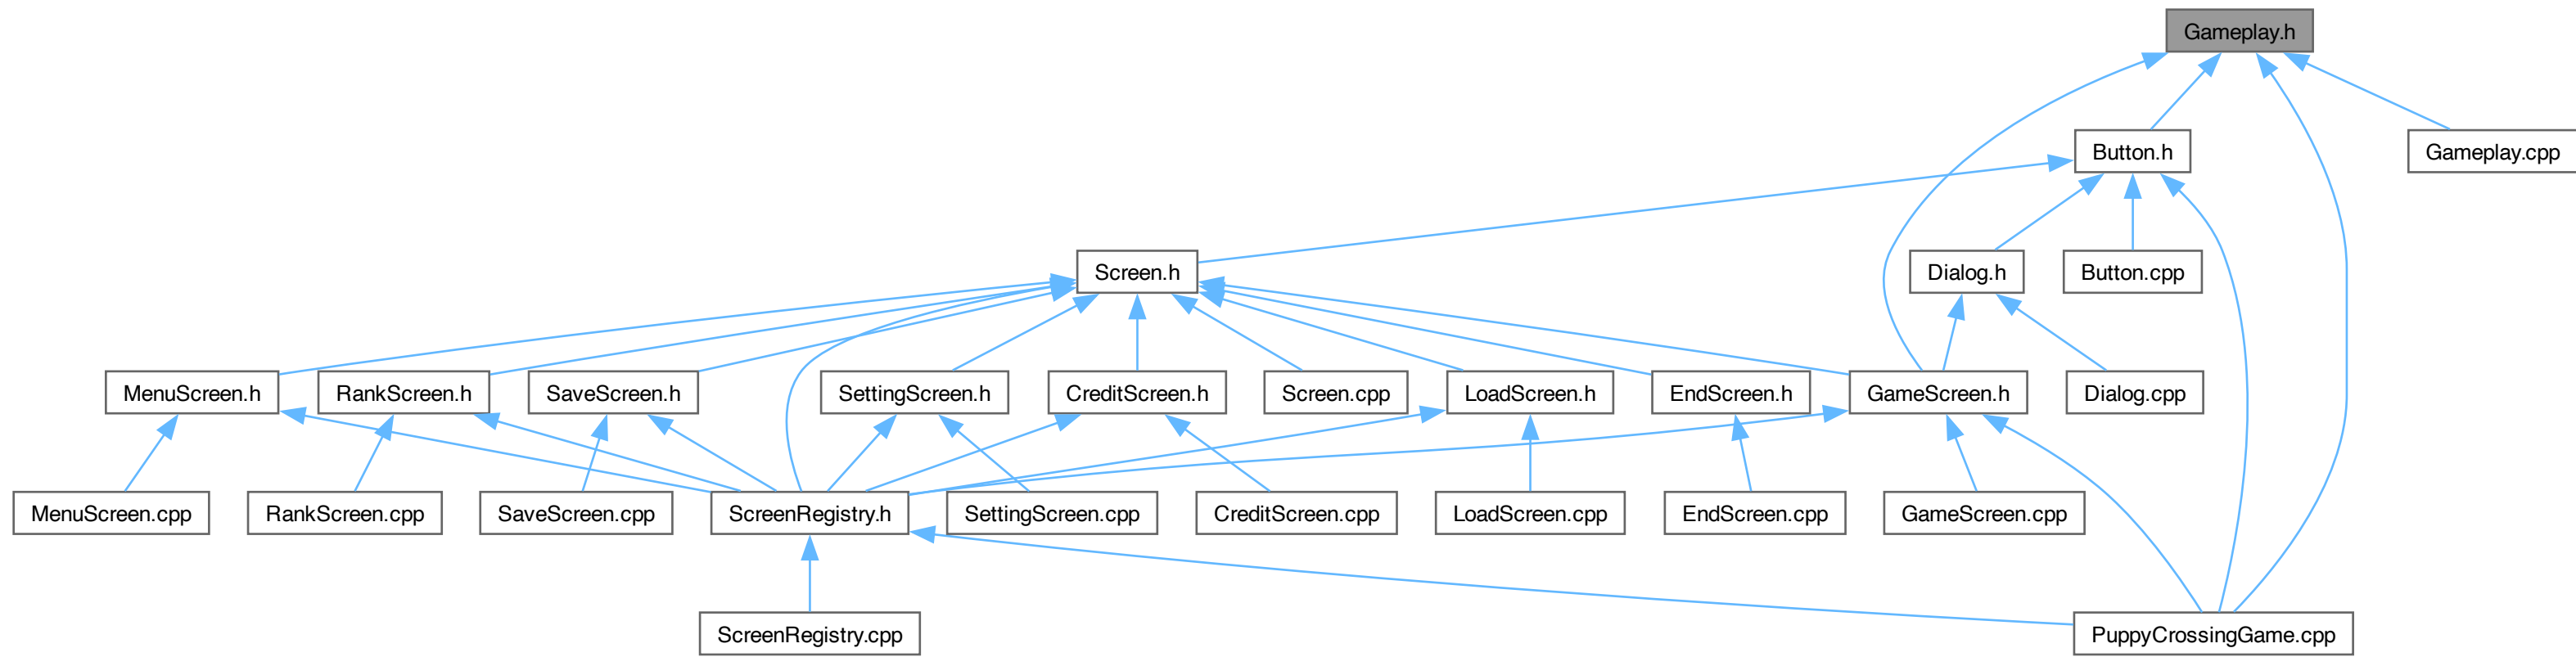 Gameplay.h
Button.h
Gameplay.cpp
Screen.h
Dialog.h
Button.cpp
MenuScreen.h
RankScreen.h
SaveScreen.h
SettingScreen.h
CreditScreen.h
Screen.cpp
LoadScreen.h
EndScreen.h
GameScreen.h
Dialog.cpp
MenuScreen.cpp
RankScreen.cpp
SaveScreen.cpp
ScreenRegistry.h
SettingScreen.cpp
CreditScreen.cpp
LoadScreen.cpp
EndScreen.cpp
GameScreen.cpp
ScreenRegistry.cpp
PuppyCrossingGame.cpp